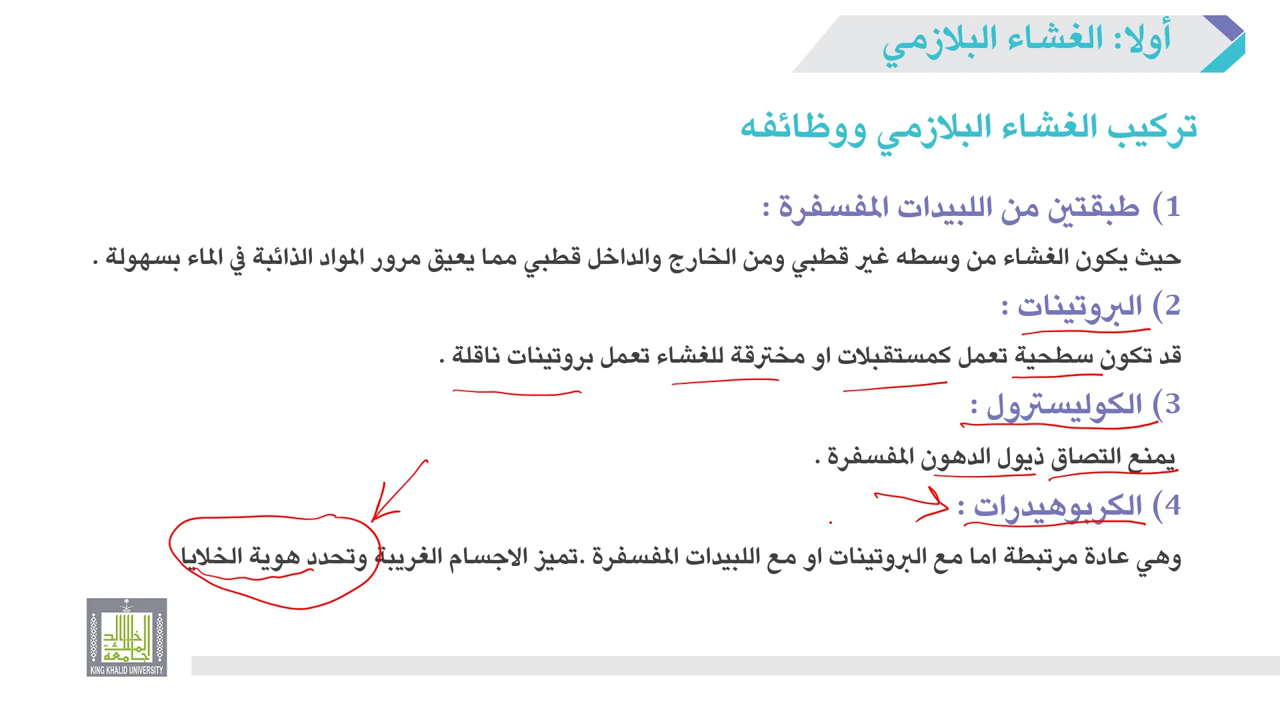 أولا: الغشاء البلازمي
تركيب الغشاء البلازمي ووظائفه
1) طبقتين من اللبيدات المفسفرة :
حيث يكون الغشاء من وسطه غير قطبي ومن الخارج والداخل قطبي مما يعيق مرور المواد الذائبة في الماء بسهولة .
2) البروتينات :
قد تكون سطحية تعمل كمستقبلات او مخترقة للغشاء تعمل بروتينات ناقلة .
3) الكوليسترول :
يمنع التصاق ذيول الدهون المفسفرة .
4) الكربوهيدرات :
وهي عادة مرتبطة اما مع البروتينات او مع اللبيدات المفسفرة .تميز الاجسام الغريبة وتحدد هوية الخلايا
جامعة الملك خالد
KING KHALID UNIVERSITY